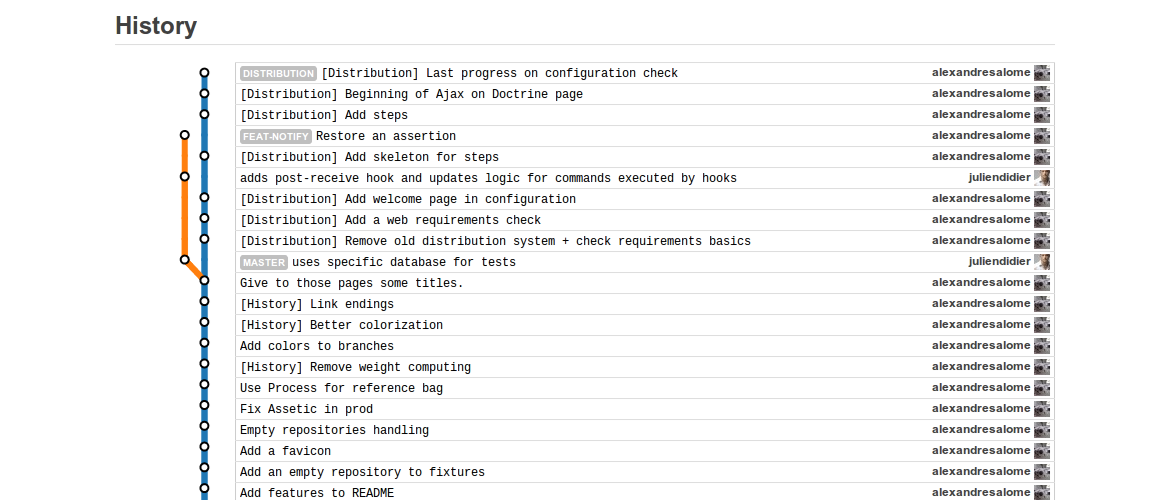 History
DISTRIBUTION [Distribution] Last progress on configuration check alexandresalome
[Distribution] Beginning of Ajax on Doctrine page alexandresalome
[Distribution] Add steps alexandresalome
FEAT-NOTIFY Restore an assertion alexandresalome
[Distribution] Add skeleton for steps alexandresalome
adds post-receive hook and updates logic for commands executed by hooks juliendidier
[Distribution] Add welcome page in configuration alexandresalome
[Distribution] Add a web requirements check alexandresalome
[Distribution] Remove old distribution system + check requirements basics alexandresalome
MASTER uses specific database for tests juliendidier
Give to those pages some titles. alexandresalome
[History] Link endings alexandresalome
[History] Better colorization alexandresalome
Add colors to branches alexandresalome
[History] Remove weight computing alexandresalome
Use Process for reference bag alexandresalome
Fix Assetic in prod alexandresalome
Empty repositories handling alexandresalome
Add a favicon alexandresalome
Add an empty repository to fixtures alexandresalome
Add features to README alexandresalome